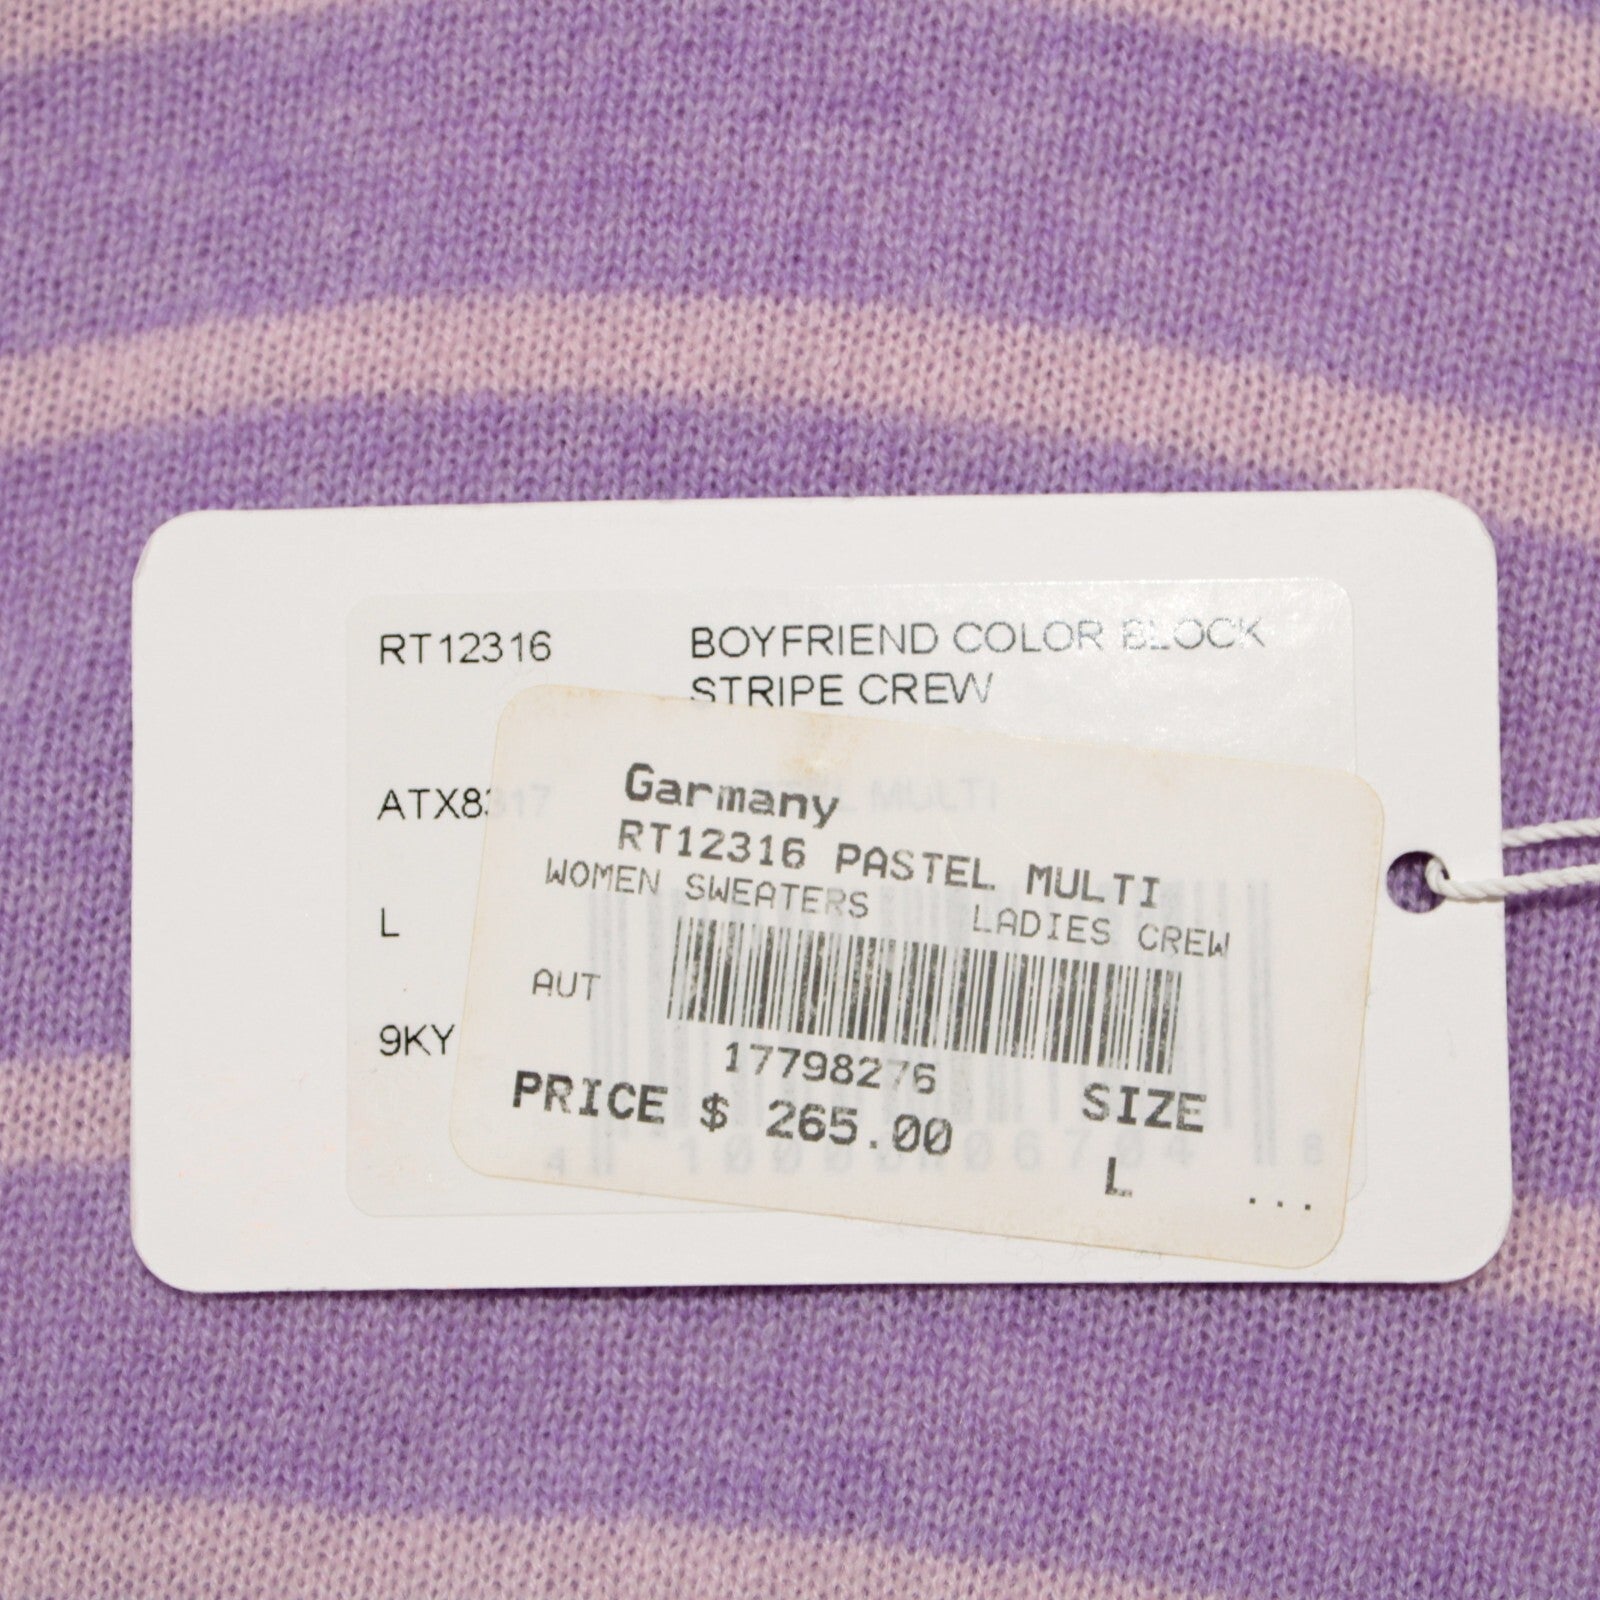 RT12316 BOYFRIEND COLOR BLOCK
STRIPE CREW
ATX8317
L
9KY
Garmany
RT12316 PASTEL MULTI
WOMEN SWEATERS LADIES CREW
AUT
17798276
PRICE $ 265.00 SIZE
L ...